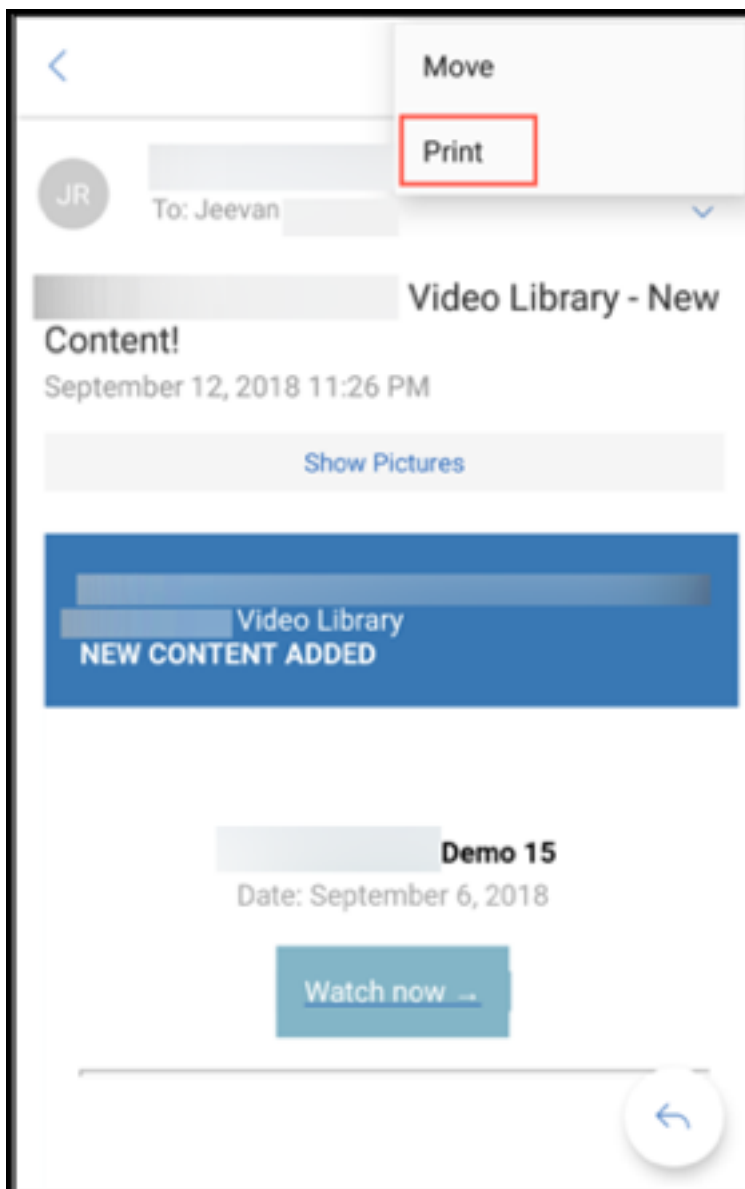 Move
Print
JR
To: Jeevan
Video Library - New
Content!
September 12, 2018 11:26 PM
Show Pictures
Video Library
NEW CONTENT ADDED
Demo 15
Date: September 6, 2018
Watch now →